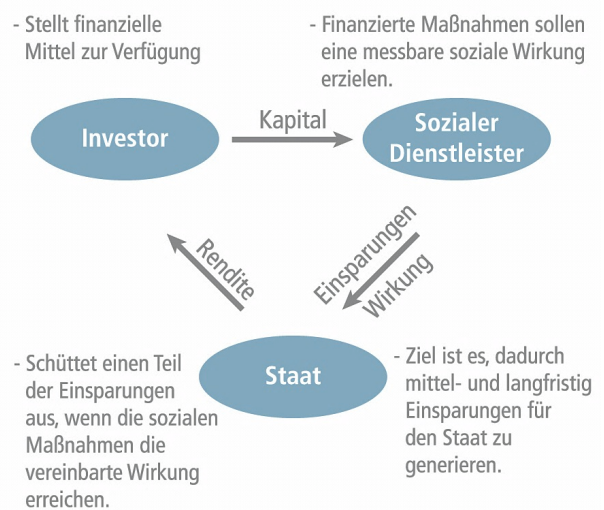 - Stellt finanzielle
Mittel zur Verfügung
- Finanzierte Maßnahmen sollen
eine messbare soziale Wirkung
erzielen.
Investor
Kapital
Sozialer
Dienstleister
Rendite
Einsparungen
Wirkung
- Schüttet einen Teil
der Einsparungen
aus, wenn die sozialen
Maßnahmen die
vereinbarte Wirkung
erreichen.
Staat
- Ziel ist es, dadurch
mittel- und langfristig
Einsparungen für
den Staat zu
generieren.